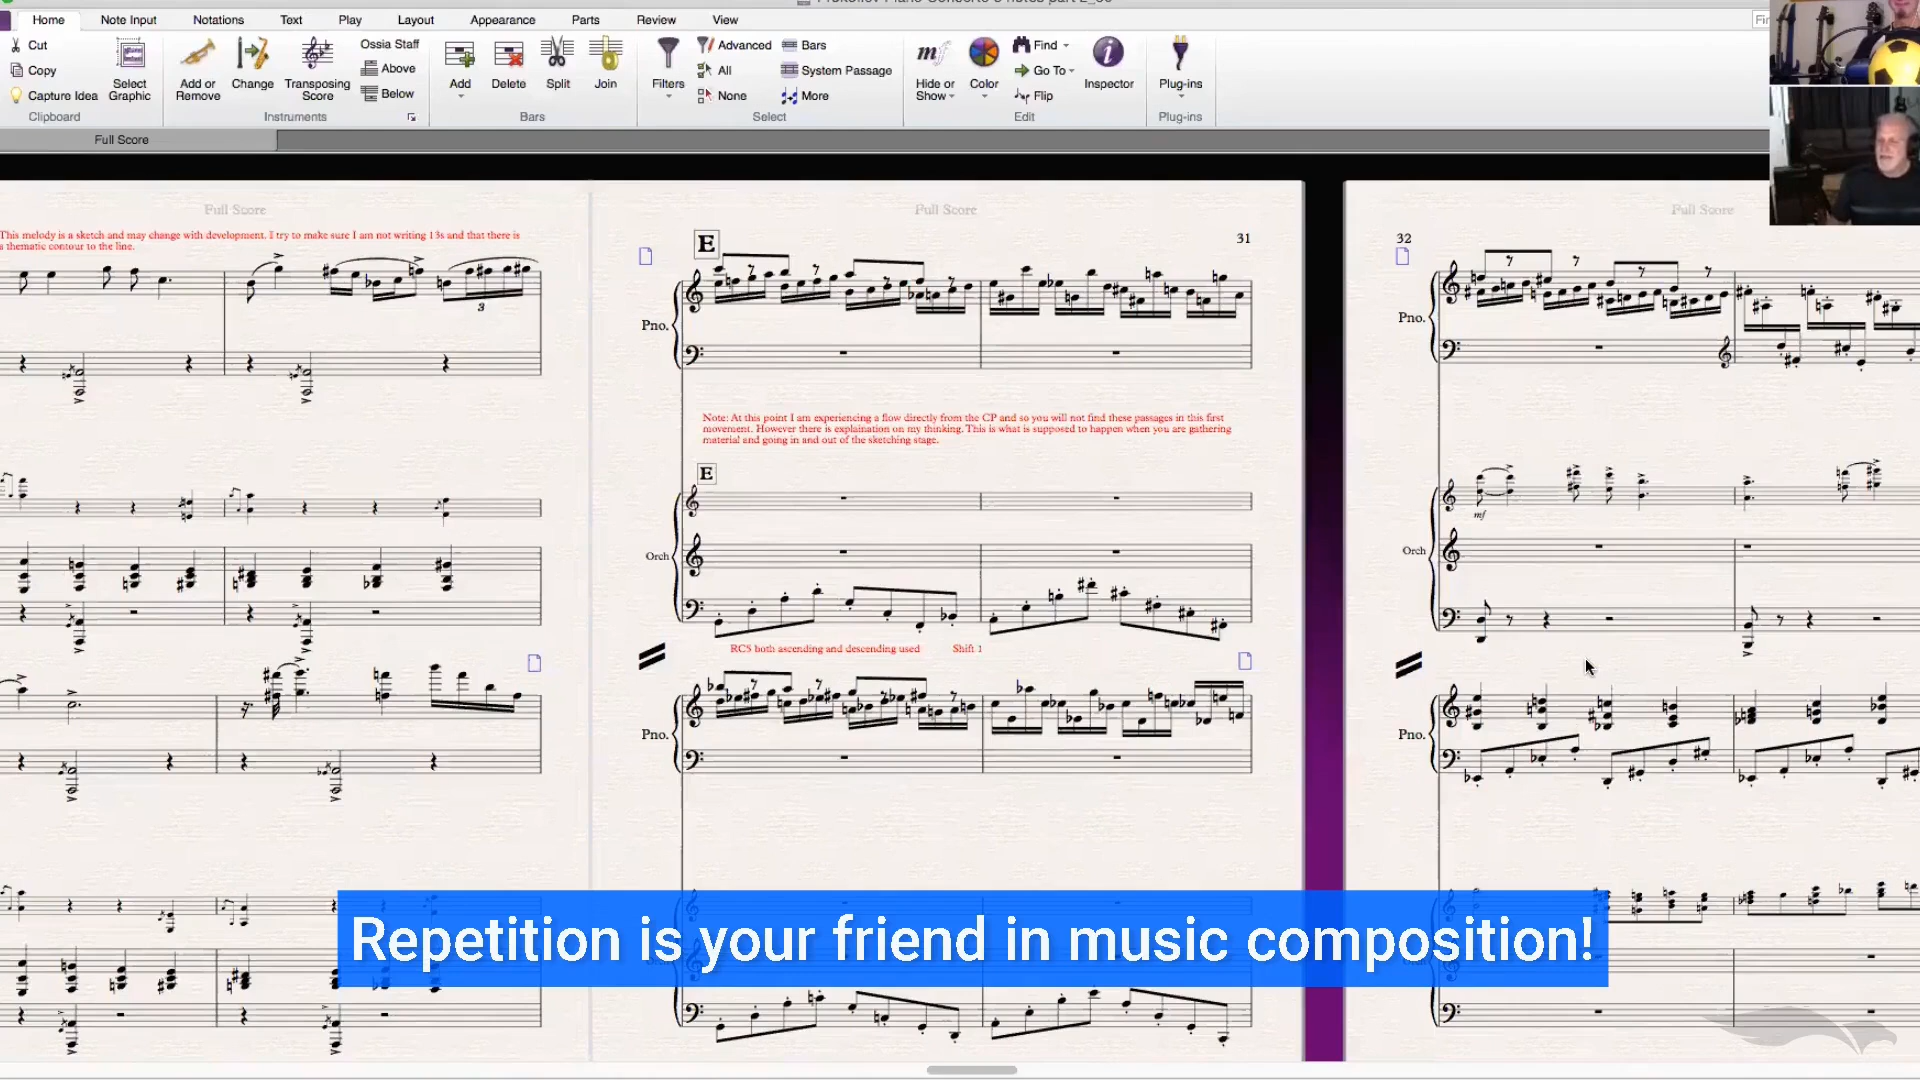 Home Note Input Notations Text Play Layout Appearance Parts Review View
Cut
Copy
Capture Idea
Select Graphic
Clipboard
Add or Remove
Change
Transposing Score
Ossia Staff
Above
Below
Instruments
Add
Delete
Split
Join
Bars
Filters
Advanced
All
None
Bars
System Passage
More
Select
Hide or Show
Color
Find
Go To
Flip
Inspector
Edit
Plug-ins
Plug-ins
Full Score
Full Score
This melody is a sketch and may change with development. I try to make sure I am not writing 13s and that there is
a thematic contour to the line.
3
Full Score
E
31
Pno.
Note: At this point I am experiencing a flow directly from the CP and so you will not find these passages in this first
movement. However there is explaination on my thinking. This is what is supposed to happen when you are gathering
material and going in and out of the sketching stage.
E
Orch
RC5 both ascending and descending used Shift 1
Pno.
Full Score
32
Pno.
mf
Orch
Pno.
Repetition is your friend in music composition!